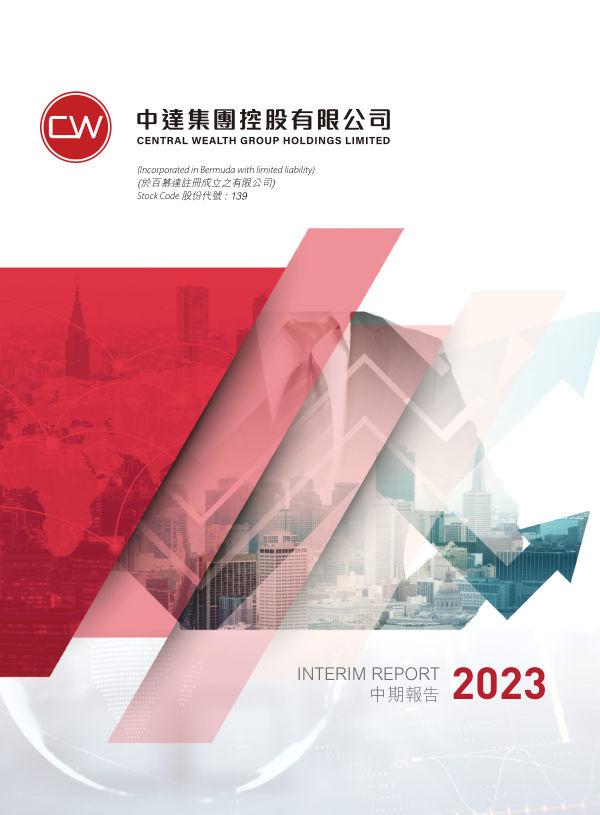 CW
中達集團控股有限公司
CENTRAL WEALTH GROUP HOLDINGS LIMITED
(Incorporated in Bermuda with limited liability)
(於百慕達註冊成立之有限公司)
Stock Code 股份代號：139
INTERIM REPORT
中期報告
2023